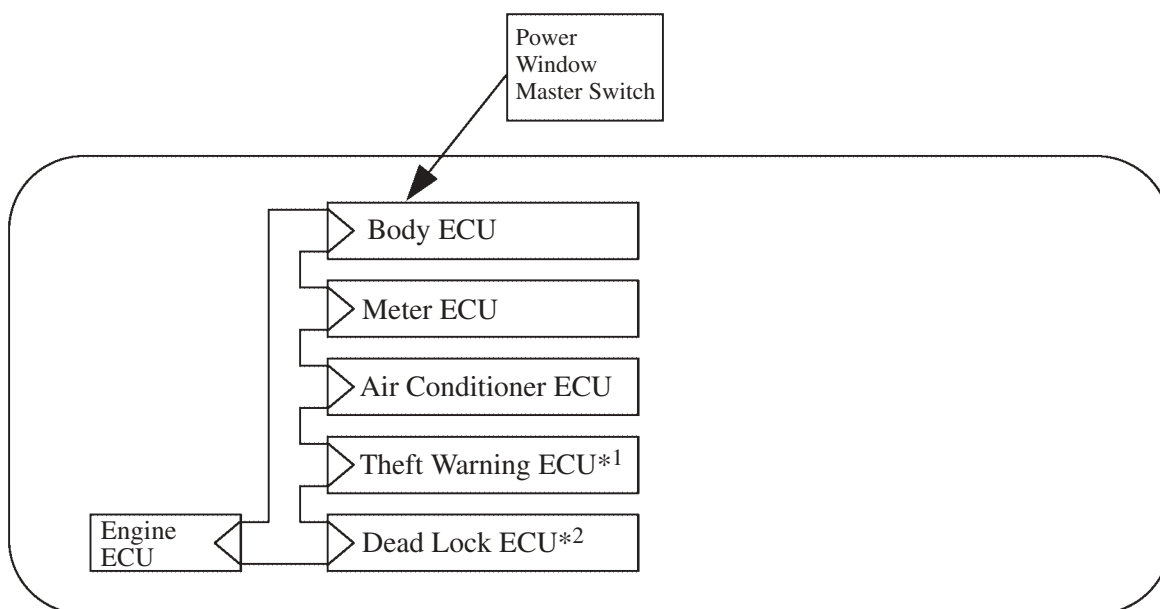 Power
Window
Master Switch
Body ECU
Meter ECU
Air Conditioner ECU
Theft Warning ECU*1
Dead Lock ECU*2
Engine
ECU